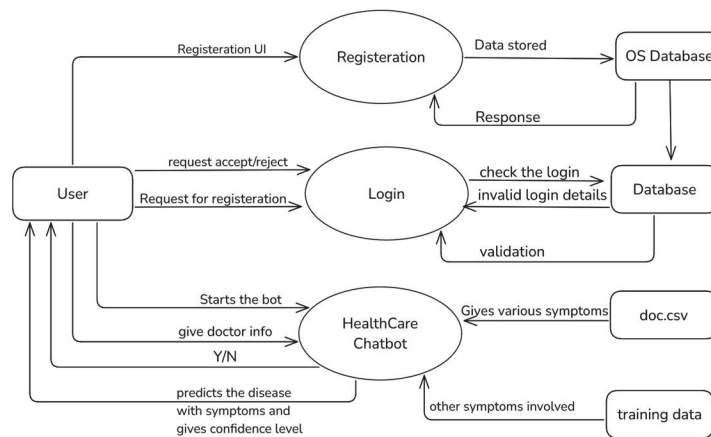 Registeration UI
Registeration
Data stored
OS Database
Response
request accept/reject
check the login
User
Request for registeration
Login
invalid login details
Database
validation
Starts the bot
HealthCare
Chatbot
Giyes various symptoms
doc.csv
give doctor info
Y/N
predicts the disease
with symptoms and
gives confidence level
other symptoms involved
training data